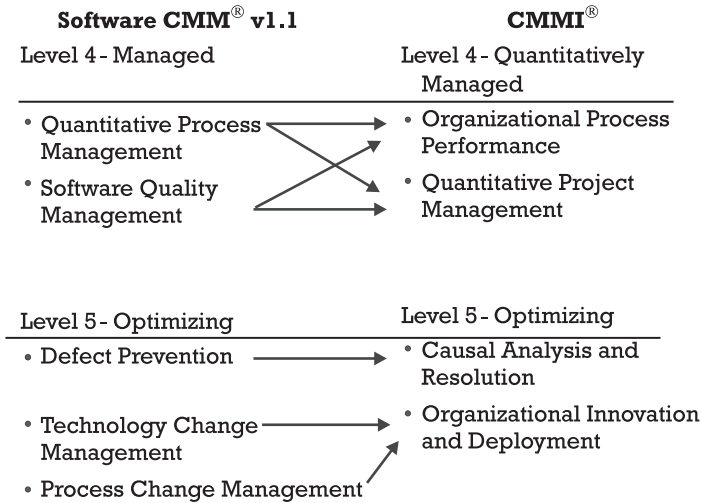 Software CMM® v1.1
CMMI®
Level 4 - Managed
Level 4 - Quantitatively
Managed
• Quantitative Process
Management
• Software Quality
Management
• Organizational Process
Performance
• Quantitative Project
Management
Level 5 - Optimizing
Level 5 - Optimizing
• Defect Prevention
• Technology Change
Management
• Process Change Management
• Causal Analysis and
Resolution
• Organizational Innovation
and Deployment